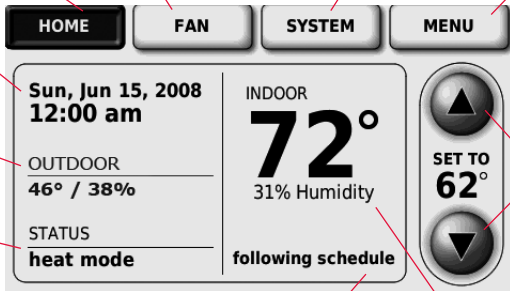 HOME FAN SYSTEM MENU
Sun, Jun 15, 2008
12:00 am
OUTDOOR
46° / 38%
STATUS
heat mode
INDOOR
72°
31% Humidity
following schedule
SET TO
62°